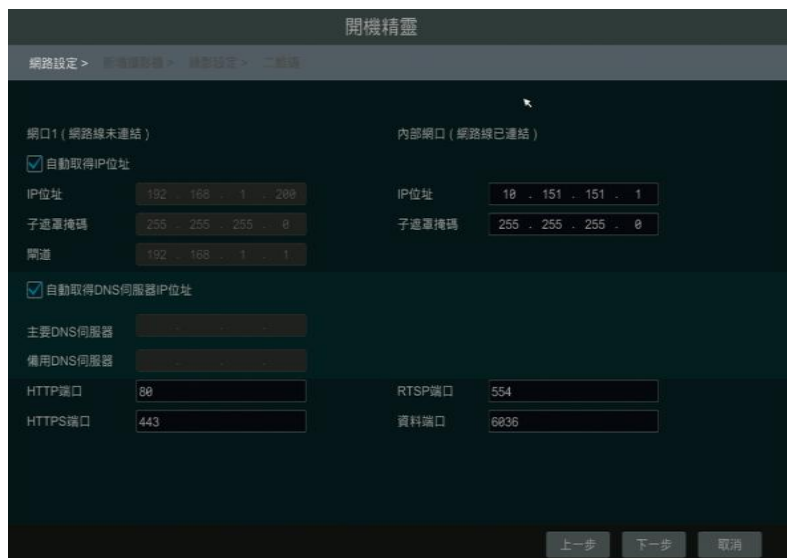 開機精靈
網路設定 > 錄影設定 > 二維碼
網口1 ( 網路線未連結 ) 內部網口 ( 網路線已連結 )
自動取得IP位址
IP位址 192 . 168 . 1 . 200 IP位址 10 . 151 . 151 . 1
子遮罩掩碼 255 . 255 . 255 . 0 子遮罩掩碼 255 . 255 . 255 . 0
閘道 192 . 168 . 1 . 1
自動取得DNS伺服器IP位址
主要DNS伺服器 . . .
備用DNS伺服器 . . .
HTTP端口 80 RTSP端口 554
HTTPS端口 443 資料端口 6036
上一步 下一步 取消